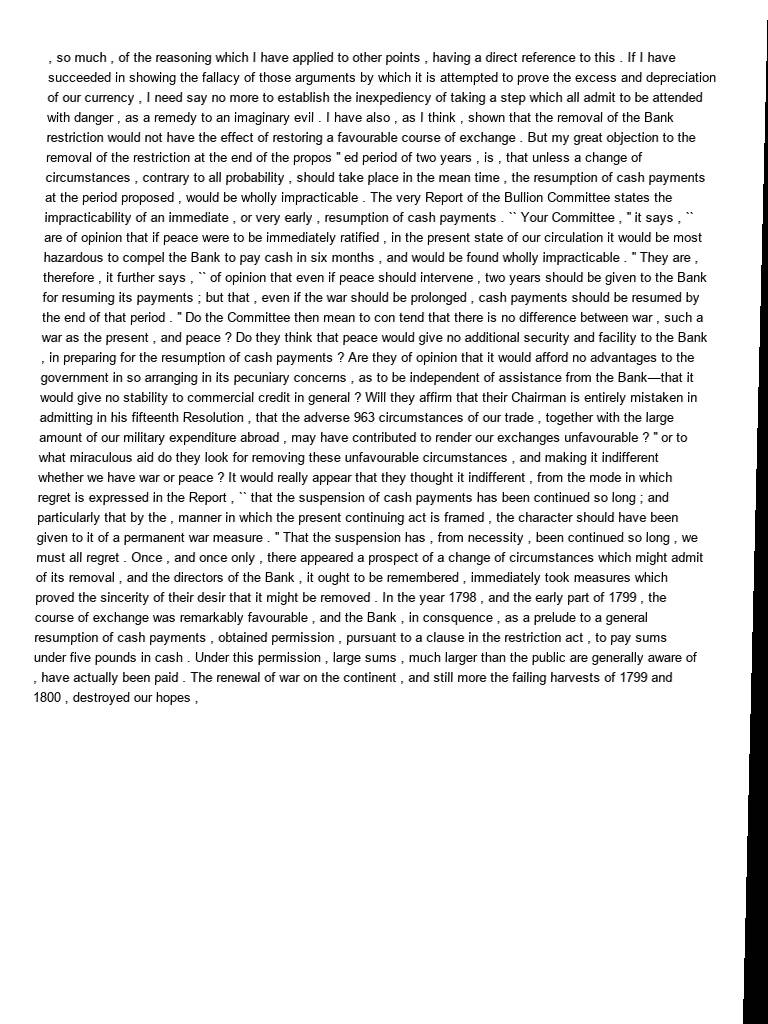 , so much , of the reasoning which I have applied to other points , having a direct reference to this . If I have
succeeded in showing the fallacy of those arguments by which it is attempted to prove the excess and depreciation
of our currency , I need say no more to establish the inexpediency of taking a step which all admit to be attended
with danger , as a remedy to an imaginary evil . I have also , as I think , shown that the removal of the Bank
restriction would not have the effect of restoring a favourable course of exchange . But my great objection to the
removal of the restriction at the end of the propos " ed period of two years , is , that unless a change of
circumstances , contrary to all probability , should take place in the mean time , the resumption of cash payments
at the period proposed , would be wholly impracticable . The very Report of the Bullion Committee states the
impracticability of an immediate , or very early , resumption of cash payments . `` Your Committee , " it says , ``
are of opinion that if peace were to be immediately ratified , in the present state of our circulation it would be most
hazardous to compel the Bank to pay cash in six months , and would be found wholly impracticable . " They are ,
therefore , it further says , `` of opinion that even if peace should intervene , two years should be given to the Bank
for resuming its payments ; but that , even if the war should be prolonged , cash payments should be resumed by
the end of that period . " Do the Committee then mean to con tend that there is no difference between war , such a
war as the present , and peace ? Do they think that peace would give no additional security and facility to the Bank
, in preparing for the resumption of cash payments ? Are they of opinion that it would afford no advantages to the
government in so arranging in its pecuniary concerns , as to be independent of assistance from the Bank—that it
would give no stability to commercial credit in general ? Will they affirm that their Chairman is entirely mistaken in
admitting in his fifteenth Resolution , that the adverse 963 circumstances of our trade , together with the large
amount of our military expenditure abroad , may have contributed to render our exchanges unfavourable ? " or to
what miraculous aid do they look for removing these unfavourable circumstances , and making it indifferent
whether we have war or peace ? It would really appear that they thought it indifferent , from the mode in which
regret is expressed in the Report , `` that the suspension of cash payments has been continued so long ; and
particularly that by the , manner in which the present continuing act is framed , the character should have been
given to it of a permanent war measure . " That the suspension has , from necessity , been continued so long , we
must all regret . Once , and once only , there appeared a prospect of a change of circumstances which might admit
of its removal , and the directors of the Bank , it ought to be remembered , immediately took measures which
proved the sincerity of their desir that it might be removed . In the year 1798 , and the early part of 1799 , the
course of exchange was remarkably favourable , and the Bank , in consquence , as a prelude to a general
resumption of cash payments , obtained permission , pursuant to a clause in the restriction act , to pay sums
under five pounds in cash . Under this permission , large sums , much larger than the public are generally aware of
, have actually been paid . The renewal of war on the continent , and still more the failing harvests of 1799 and
1800 , destroyed our hopes ,